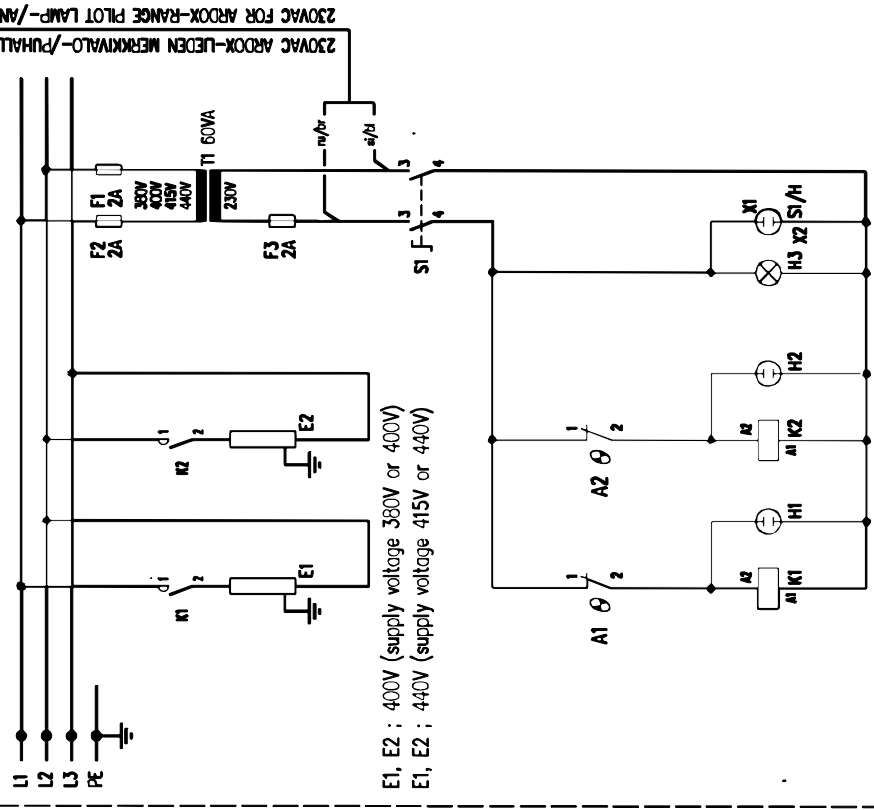 230VAC FOR ARDOX-RANGE PILOT LAMP-/AN
230VAC ARDOX-LIEDEN MERKKIVALO-/PUHALL
L1
L2
L3
PE
K1
1
2
E1
K2
1
2
E2
F2
2A
F1
2A
380V
400V
415V
440V
T1 60VA
230V
F3
2A
ru/br
si/bl
S1
3
4
3
4
E1, E2 ; 400V (supply voltage 380V or 400V)
E1, E2 ; 440V (supply voltage 415V or 440V)
A1
1
2
A2
1
2
A2
A1
K1
H1
A2
A1
K2
H2
H3
X2
X1
S1/H